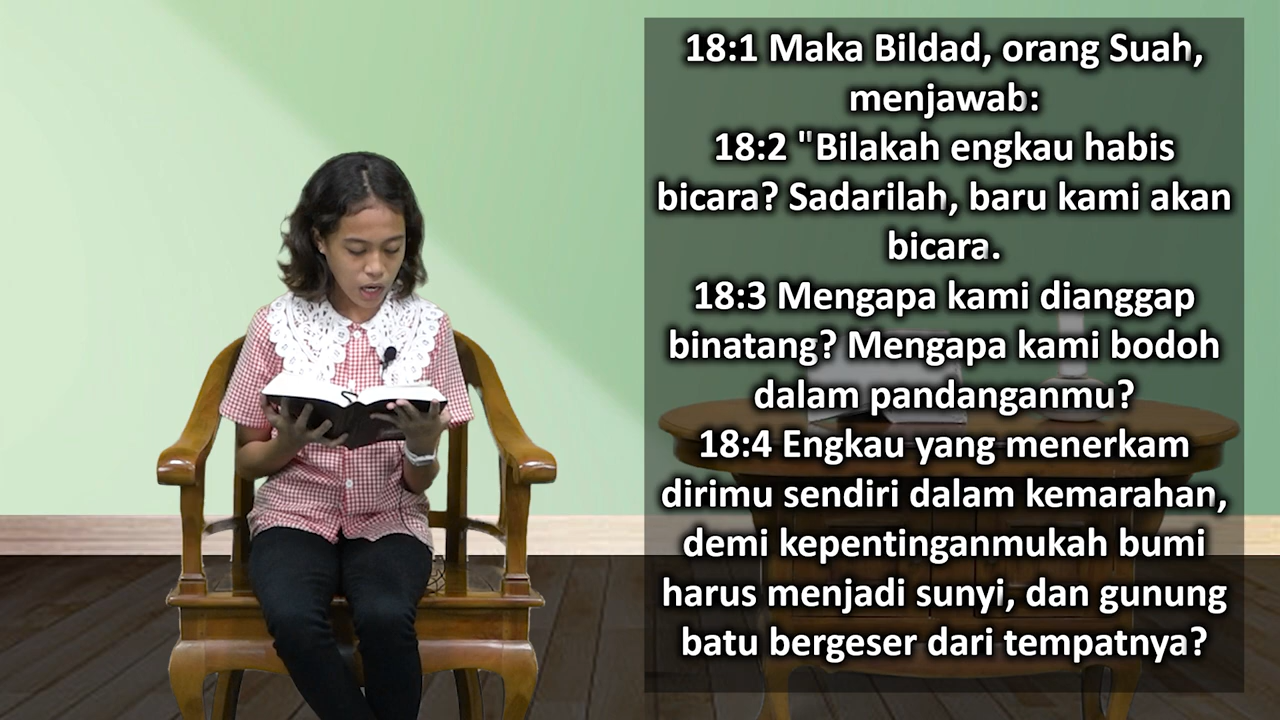 18:1 Maka Bildad, orang Suah,
menjawab:
18:2 "Bilakah engkau habis
bicara? Sadarilah, baru kami akan
bicara.
18:3 Mengapa kami dianggap
binatang? Mengapa kami bodoh
dalam pandanganmu?
18:4 Engkau yang menerkam
dirimu sendiri dalam kemarahan,
demi kepentinganmukah bumi
harus menjadi sunyi, dan gunung
batu bergeser dari tempatnya?